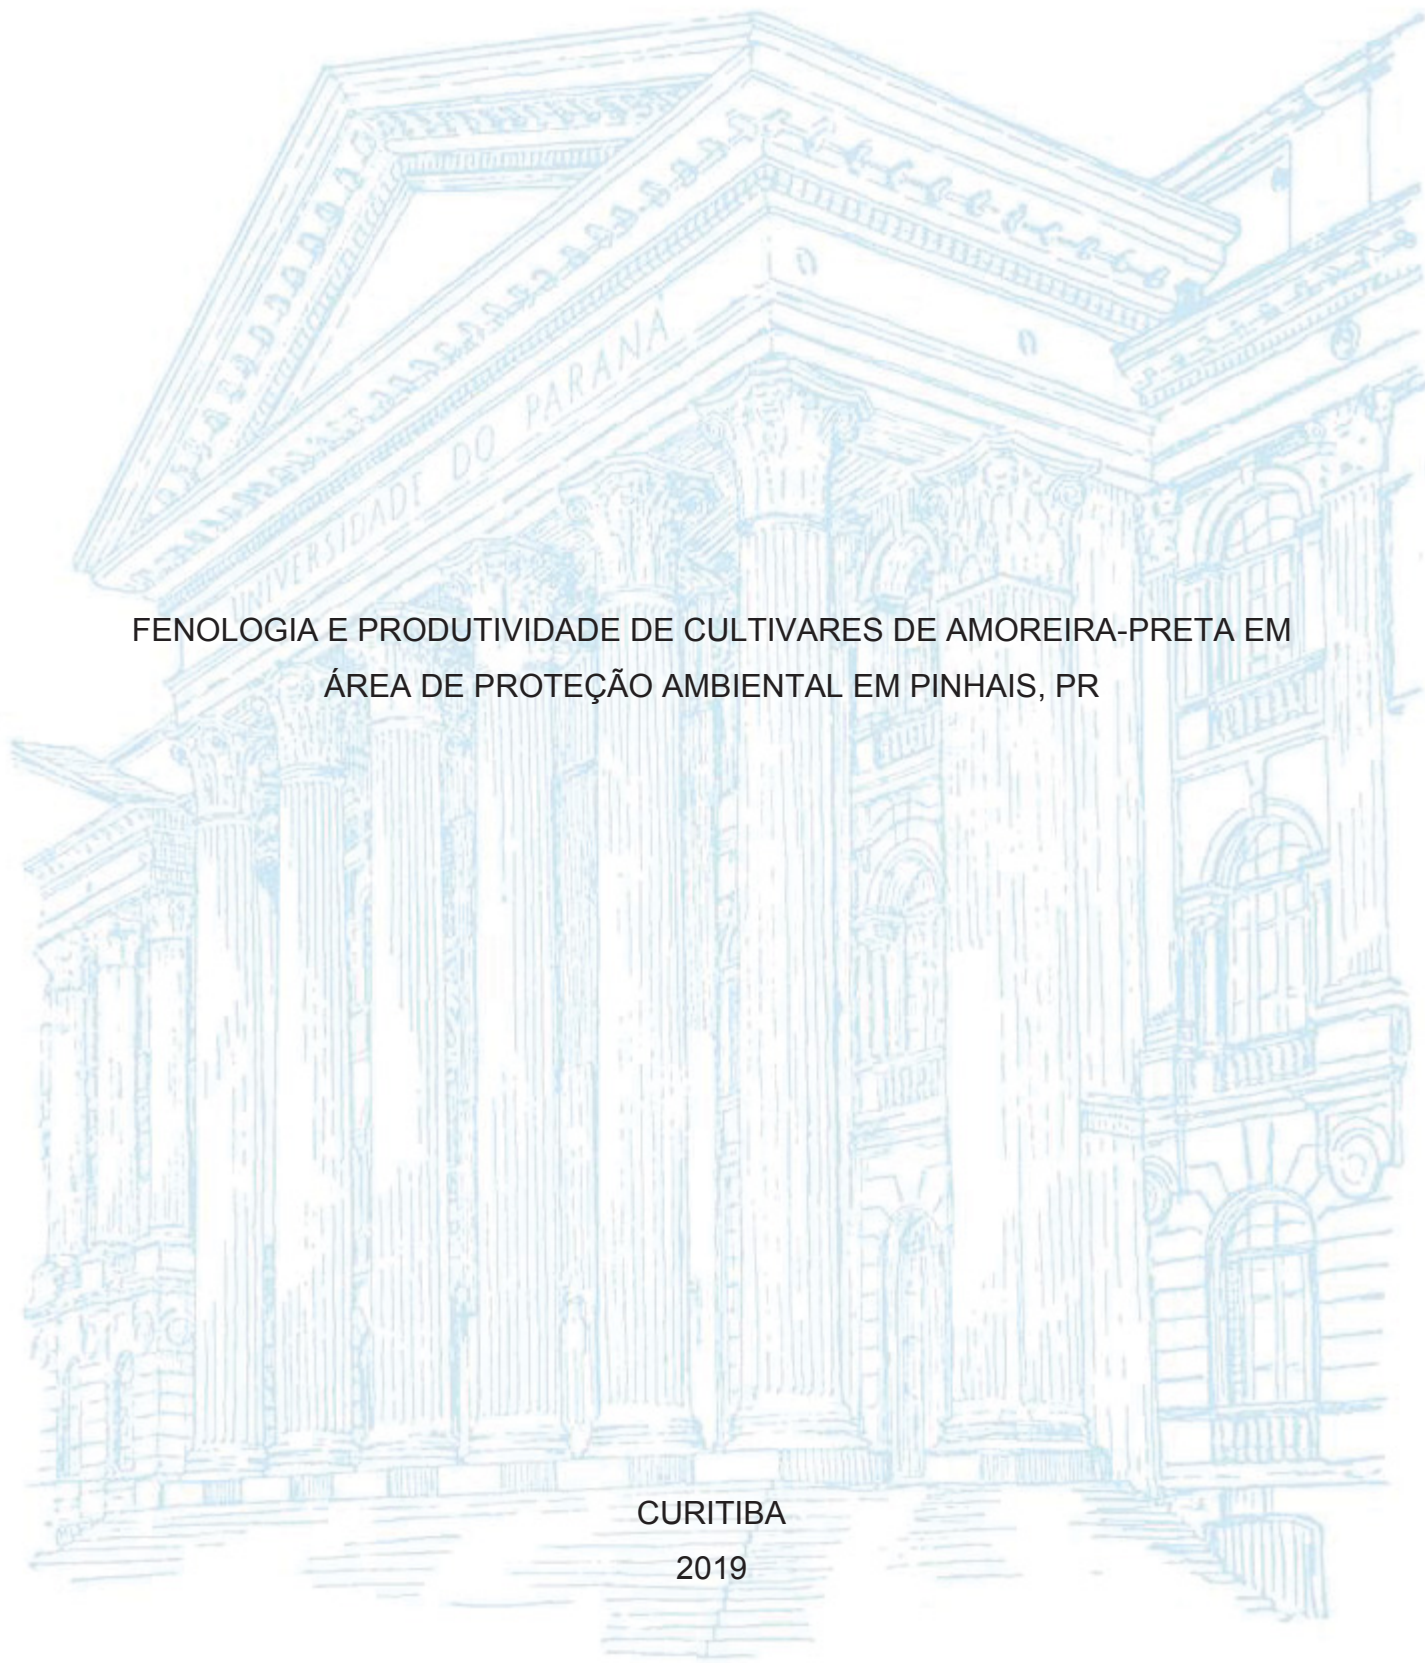 UNIVERSIDADE DO PARANÁ
FENOLOGIA E PRODUTIVIDADE DE CULTIVARES DE AMOREIRA-PRETA EM
ÁREA DE PROTEÇÃO AMBIENTAL EM PINHAIS, PR
CURITIBA
2019